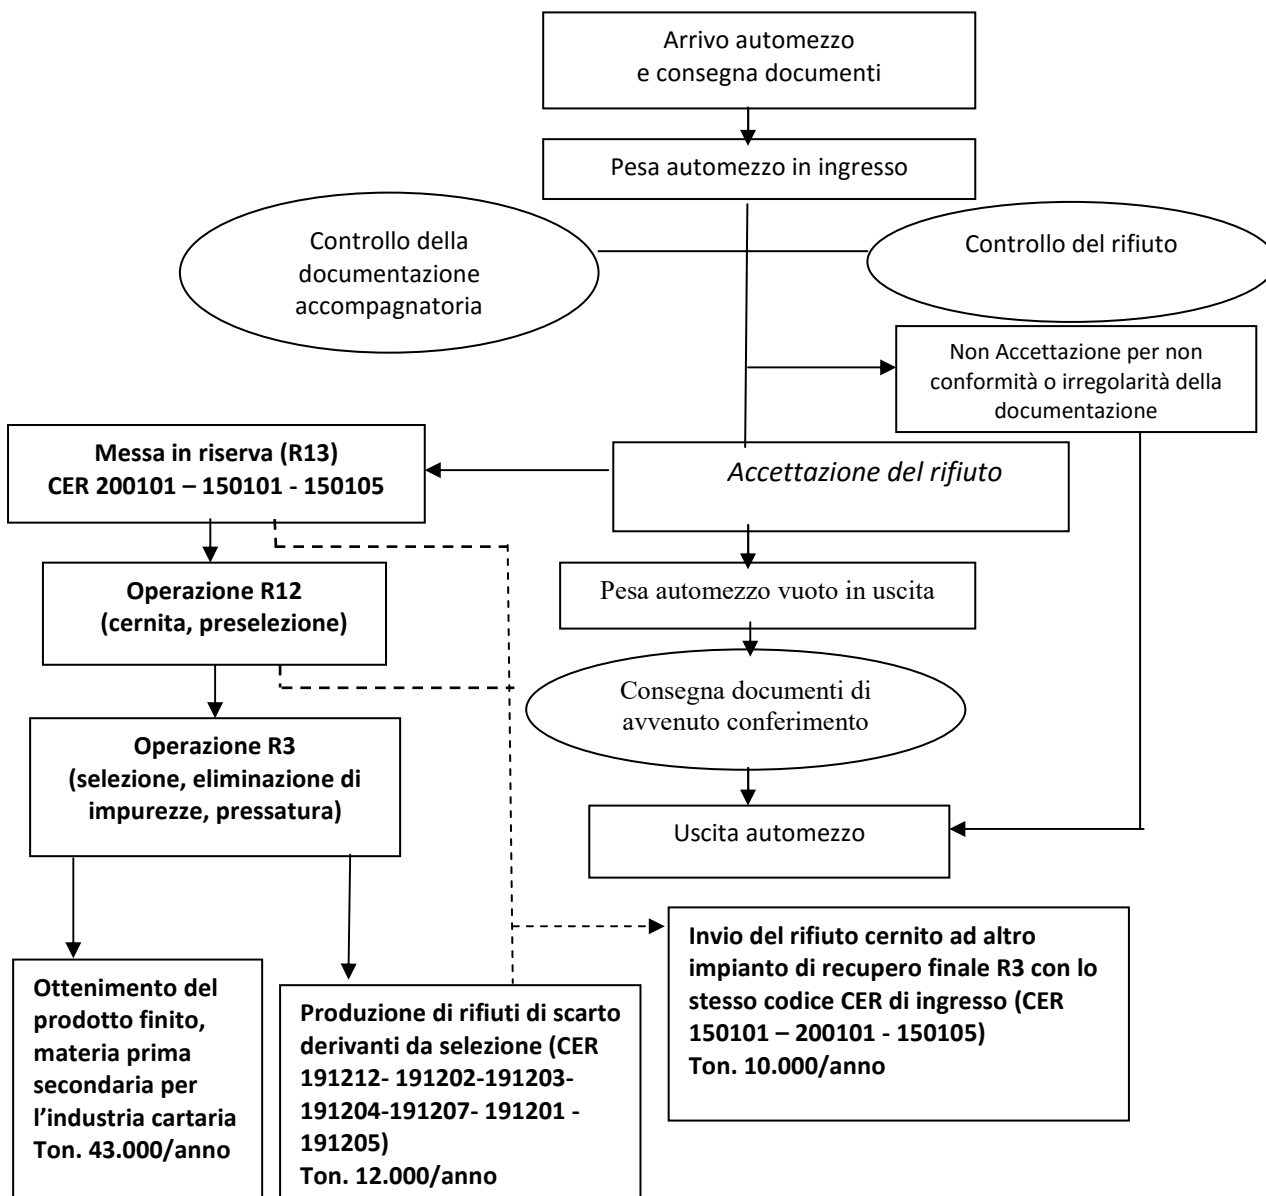 Arrivo automezzo
e consegna documenti
Pesa automezzo in ingresso
Controllo della
documentazione
accompagnatoria
Controllo del rifiuto
Non Accettazione per non
conformità o irregolarità della
documentazione
Messa in riserva (R13)
CER 200101 – 150101 - 150105
Accettazione del rifiuto
Operazione R12
(cernita, preselezione)
Pesa automezzo vuoto in uscita
Consegna documenti di
avvenuto conferimento
Operazione R3
(selezione, eliminazione di
impurezze, pressatura)
Uscita automezzo
Ottenimento del
prodotto finito,
materia prima
secondaria per
l’industria cartaria
Ton. 43.000/anno
Produzione di rifiuti di scarto
derivanti da selezione (CER
191212- 191202-191203-
191204-191207- 191201 -
191205)
Ton. 12.000/anno
Invio del rifiuto cernito ad altro
impianto di recupero finale R3 con lo
stesso codice CER di ingresso (CER
150101 – 200101 - 150105)
Ton. 10.000/anno